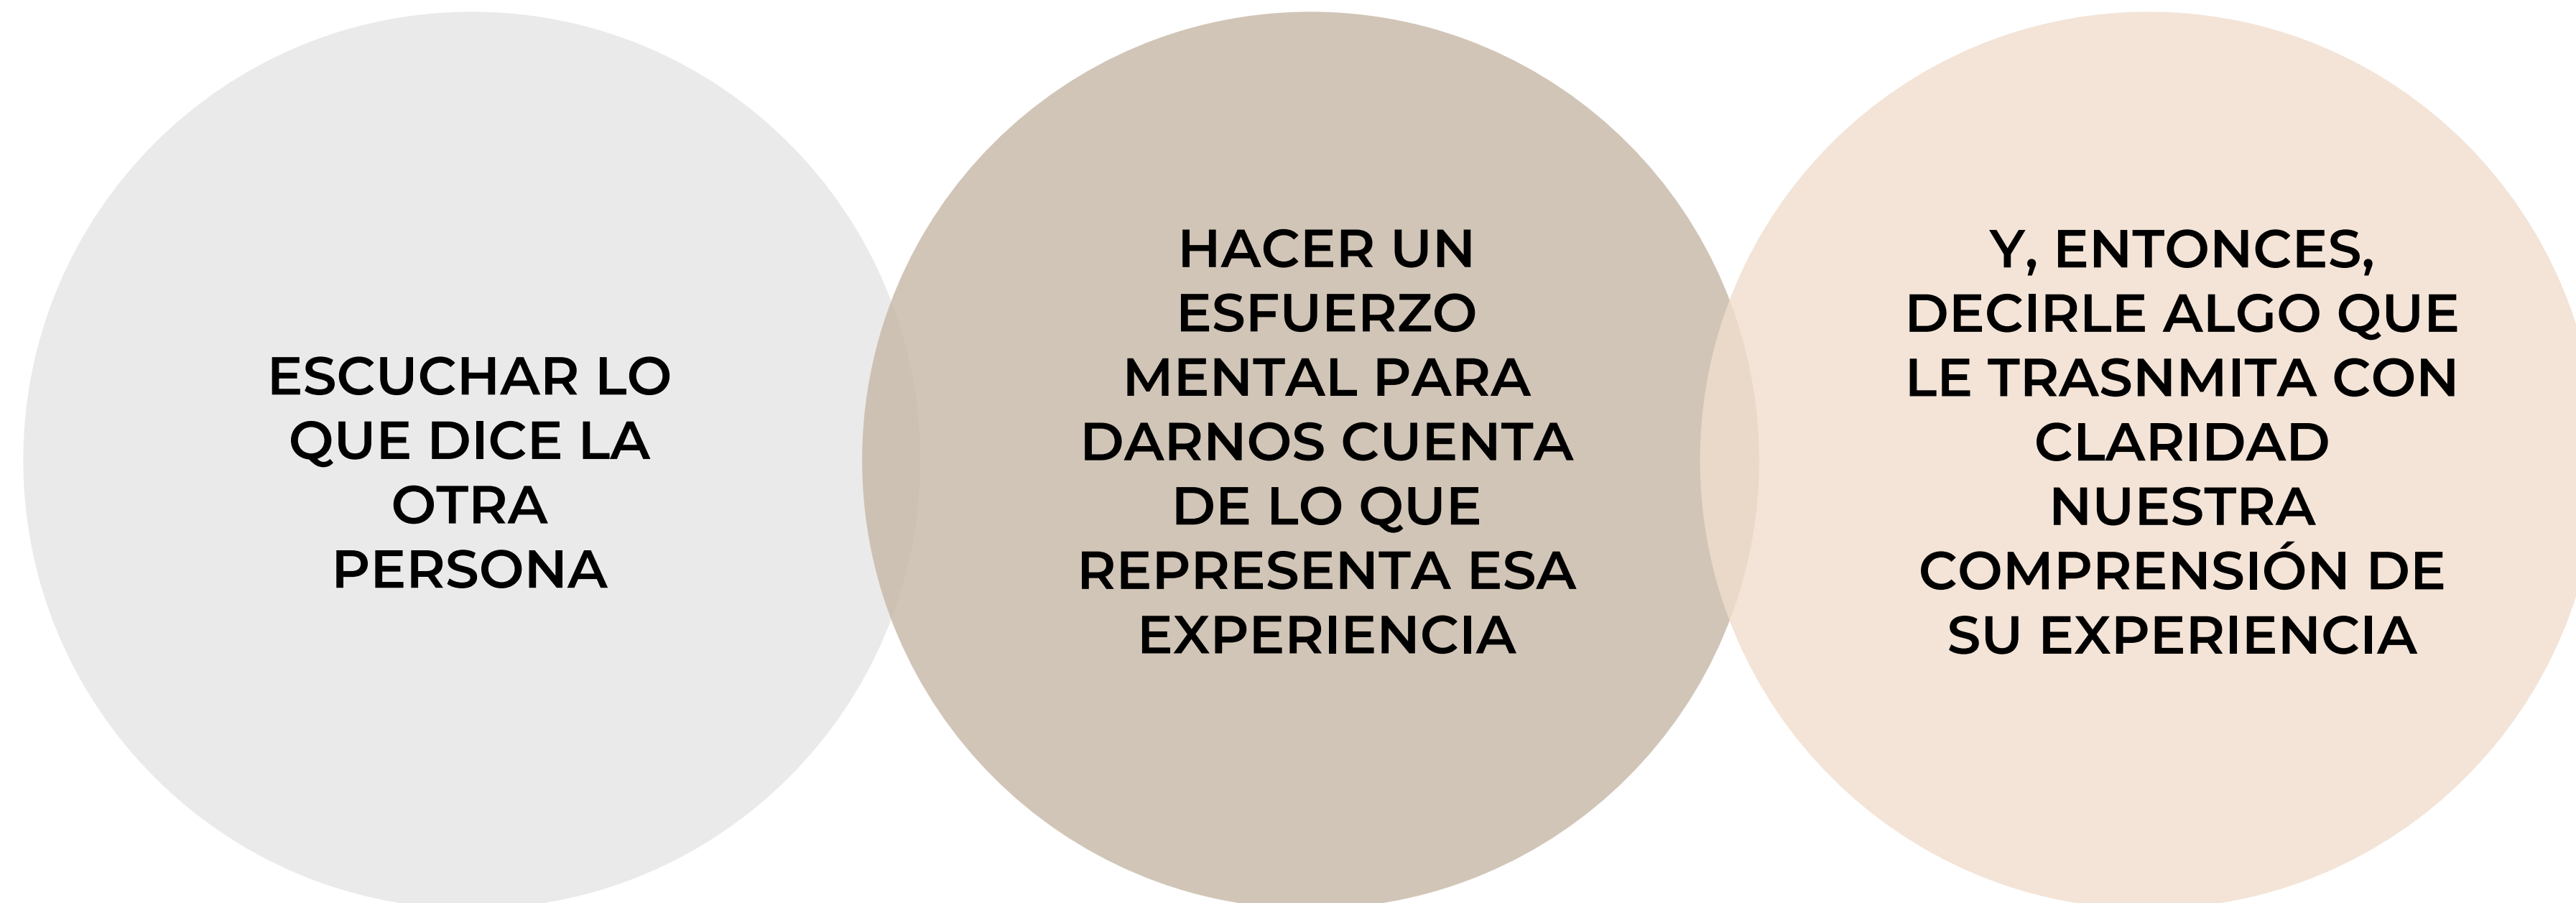 ESCUCHAR LO
QUE DICE LA
OTRA
PERSONA
HACER UN
ESFUERZO
MENTAL PARA
DARNOS CUENTA
DE LO QUE
REPRESENTA ESA
EXPERIENCIA
Y, ENTONCES,
DECIRLE ALGO QUE
LE TRASNMITA CON
CLARIDAD
NUESTRA
COMPRENSIÓN DE
SU EXPERIENCIA